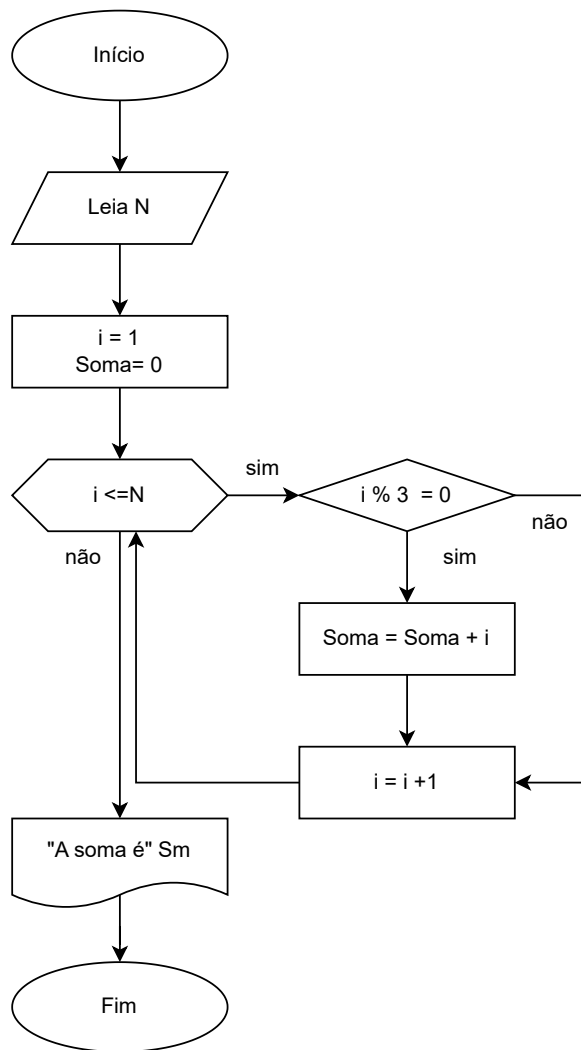 Início
Leia N
i = 1
Soma= 0
i <=N
sim
i % 3  = 0
não
não
sim
Soma = Soma + i
i = i +1
"A soma é" Sm
Fim